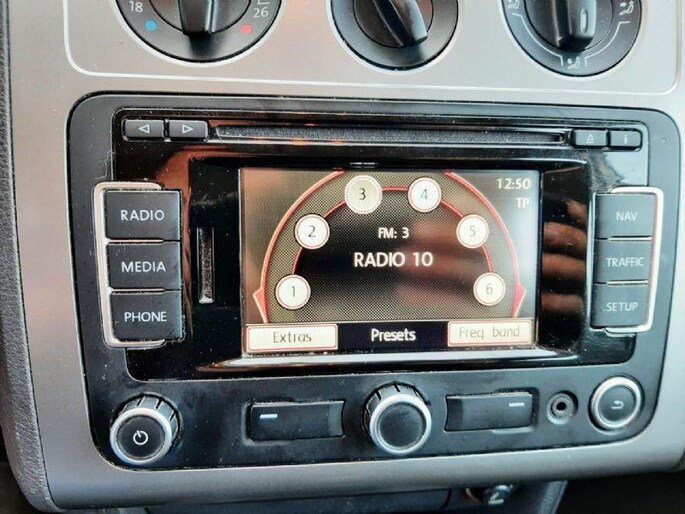 18
26
RADIO
MEDIA
PHONE
3
4
12:50
TP
2
FM: 3
5
RADIO 10
1
6
Extras
Presets
Freq. band
NAV
TRAFFIC
SETUP